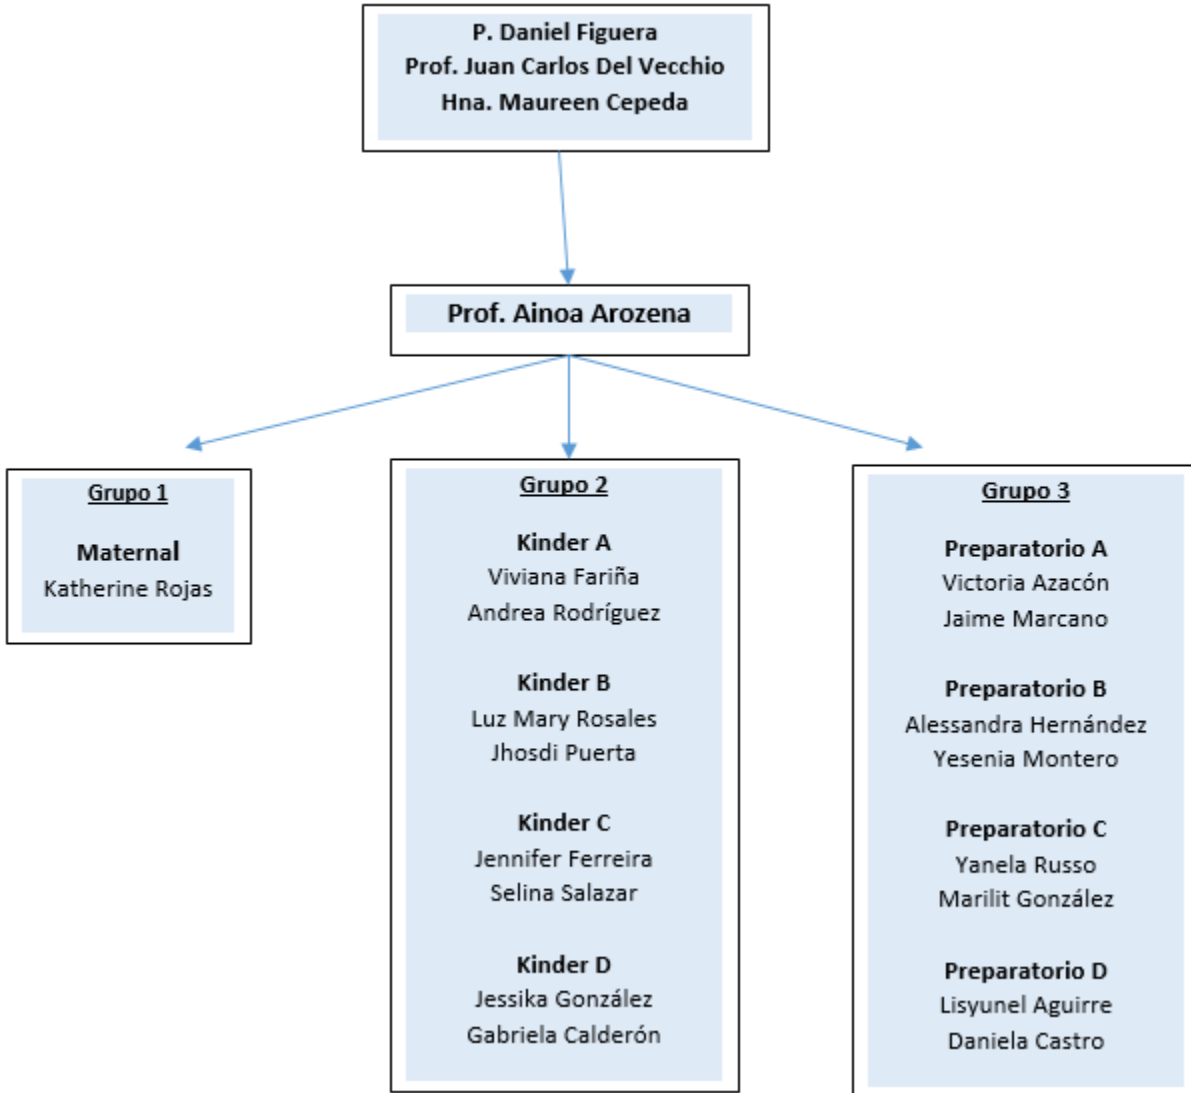 P. Daniel Figuera
Prof. Juan Carlos Del Vecchio
Hna. Maureen Cepeda
Prof. Ainoa Arozena
Grupo 1
Maternal
Katherine Rojas
Grupo 2
Kinder A
Viviana Fariña
Andrea Rodríguez
Kinder B
Luz Mary Rosales
Jhosdi Puerta
Kinder C
Jennifer Ferreira
Selina Salazar
Kinder D
Jessika González
Gabriela Calderón
Grupo 3
Preparatorio A
Victoria Azacón
Jaime Marcano
Preparatorio B
Alessandra Hernández
Yesenia Montero
Preparatorio C
Yanela Russo
Marilit González
Preparatorio D
Lisyunel Aguirre
Daniela Castro